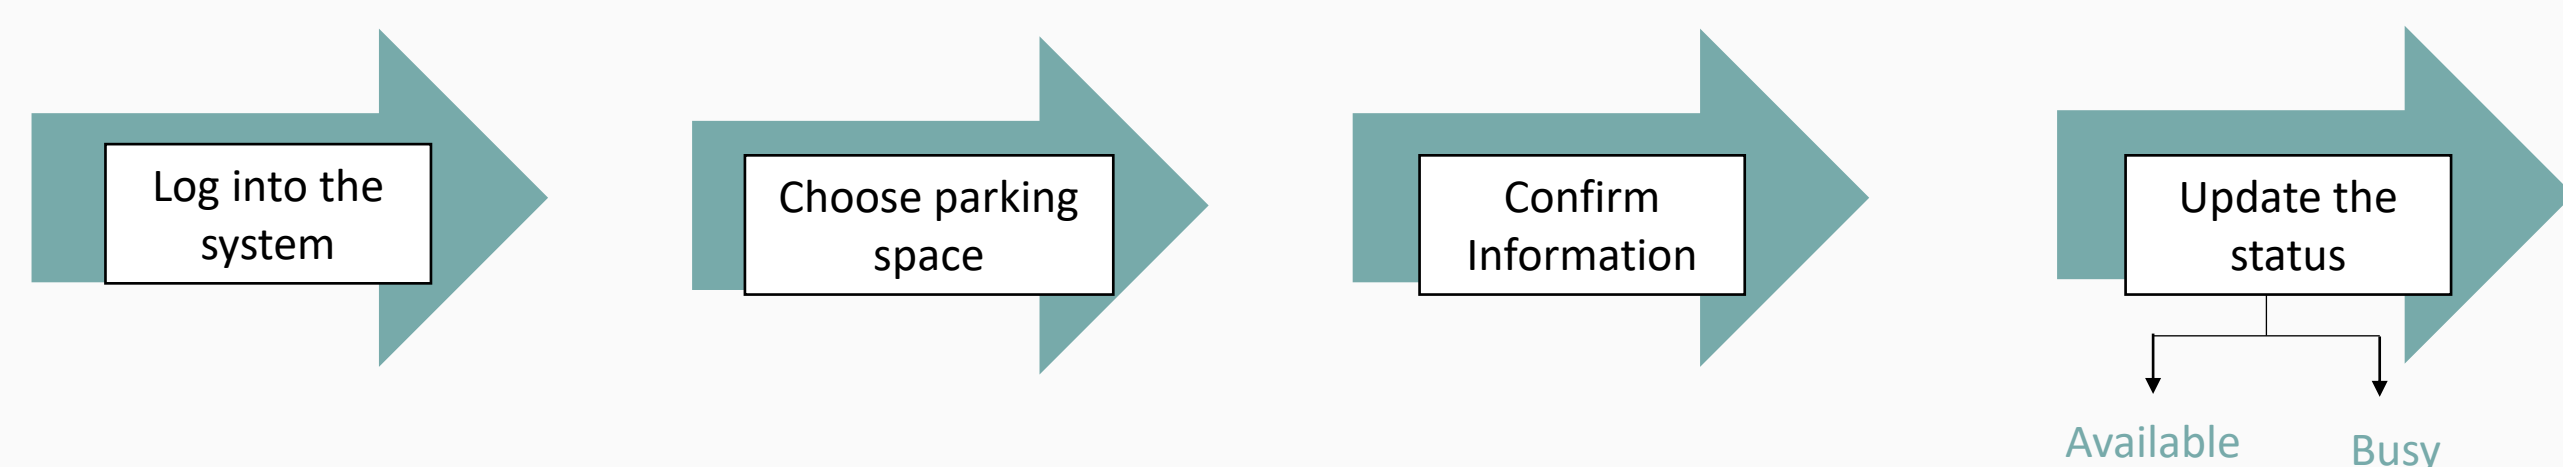 Log into the
system
Choose parking
space
Confirm
Information
Update the
status
Available
Busy